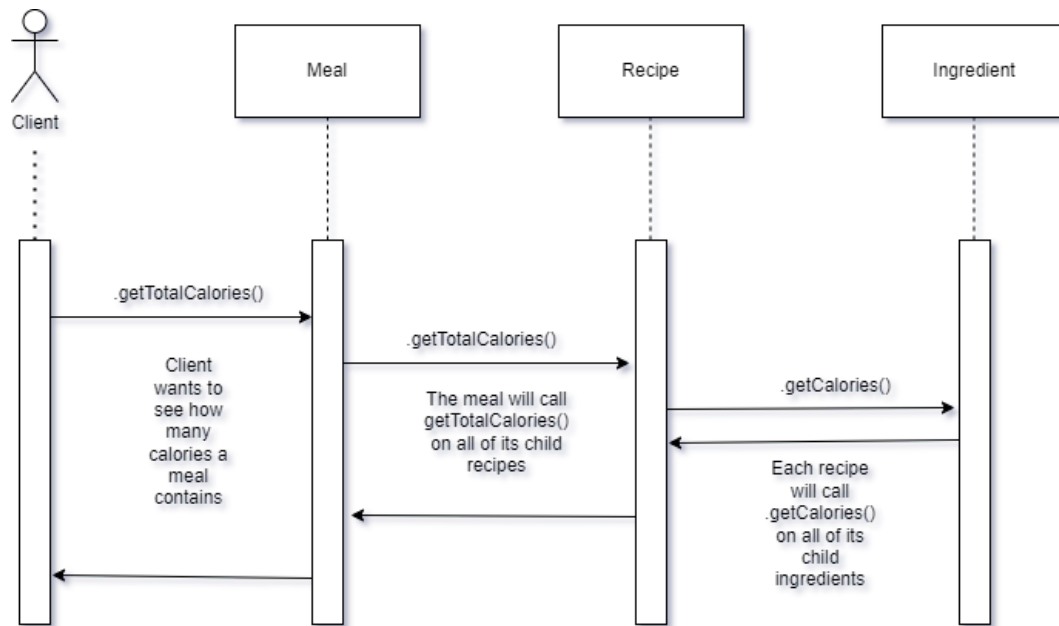 Client
Meal
Recipe
Ingredient
.getTotalCalories()
Client
wants to
see how
many
calories a
meal
contains
.getTotalCalories()
The meal will call
getTotalCalories()
on all of its child
recipes
.getCalories()
Each recipe
will call
.getCalories()
on all of its
child
ingredients